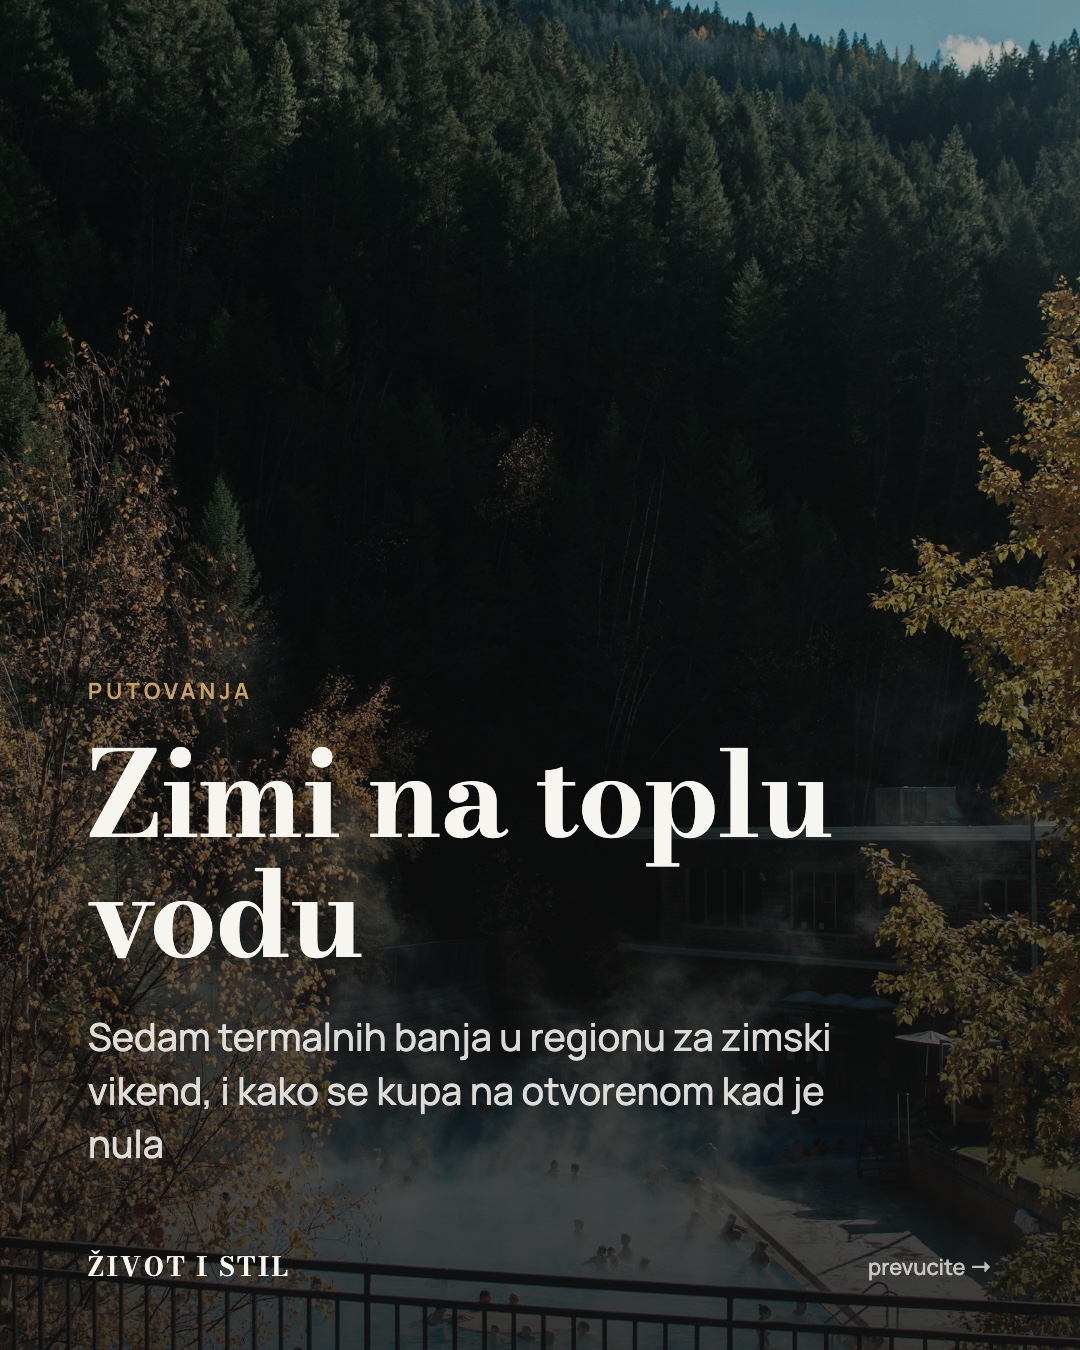 PUTOVANJA
Zimi na toplu
vodu
Sedam termalnih banja u regionu za zimski
vikend, i kako se kupa na otvorenom kad je
nula
ŽIVOT I STIL
prevucite →